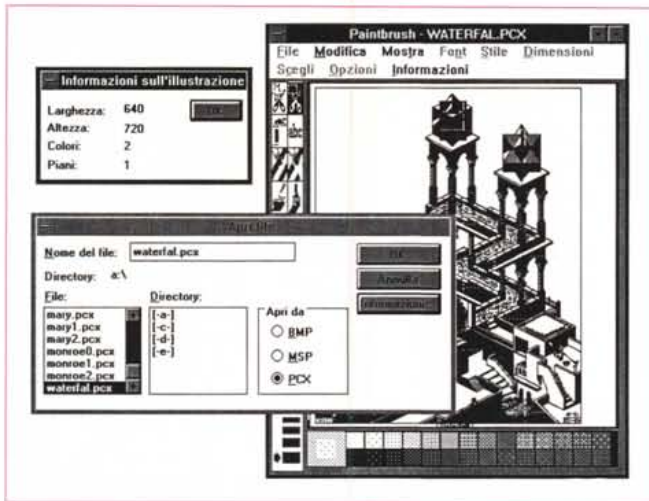 Paintbrush - WATERFAL.PCX
File Modifica Mostra Font Stile Dimensioni
Scegli Opzioni Informazioni
abc
Informazioni sull'illustrazione
Larghezza: 640
Altezza: 720
Colori: 2
Piani: 1
OK
Apri file
Nome del file: waterfal.pcx
Directory: a:\
File:
mary.pcx
mary1.pcx
mary2.pcx
monroe0.pcx
monroe1.pcx
monroe2.pcx
waterfal.pcx
Directory:
[-a-]
[-c-]
[-d-]
[-e-]
Apri da
BMP
MSP
PCX
OK
Annulla